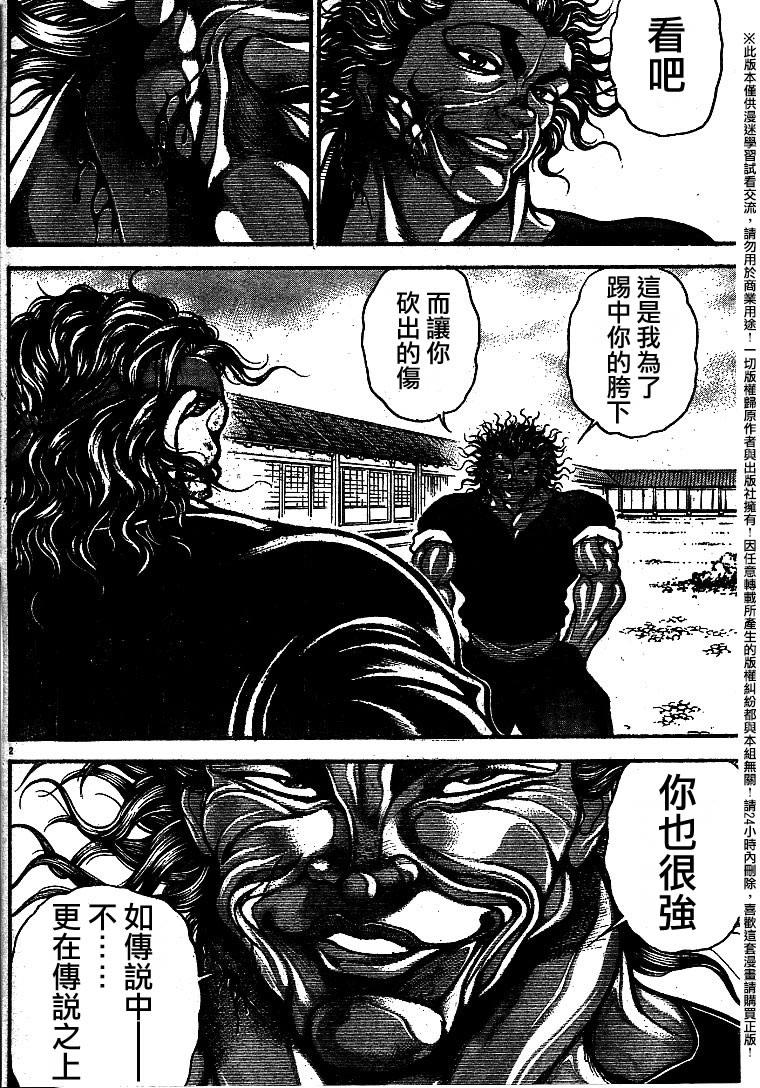 看吧
這是我為了
踢中你的胯下
而讓你
砍出的傷
你也很強
如傳說中——
不……
更在傳說之上
2
※此版本僅供漫迷學習試看交流，請勿用於商業用途！一切版權歸原作者與出版社擁有！因任意轉載所產生的版權糾紛都與本組無關！請24小時內刪除，喜歡這套漫畫請購買正版！